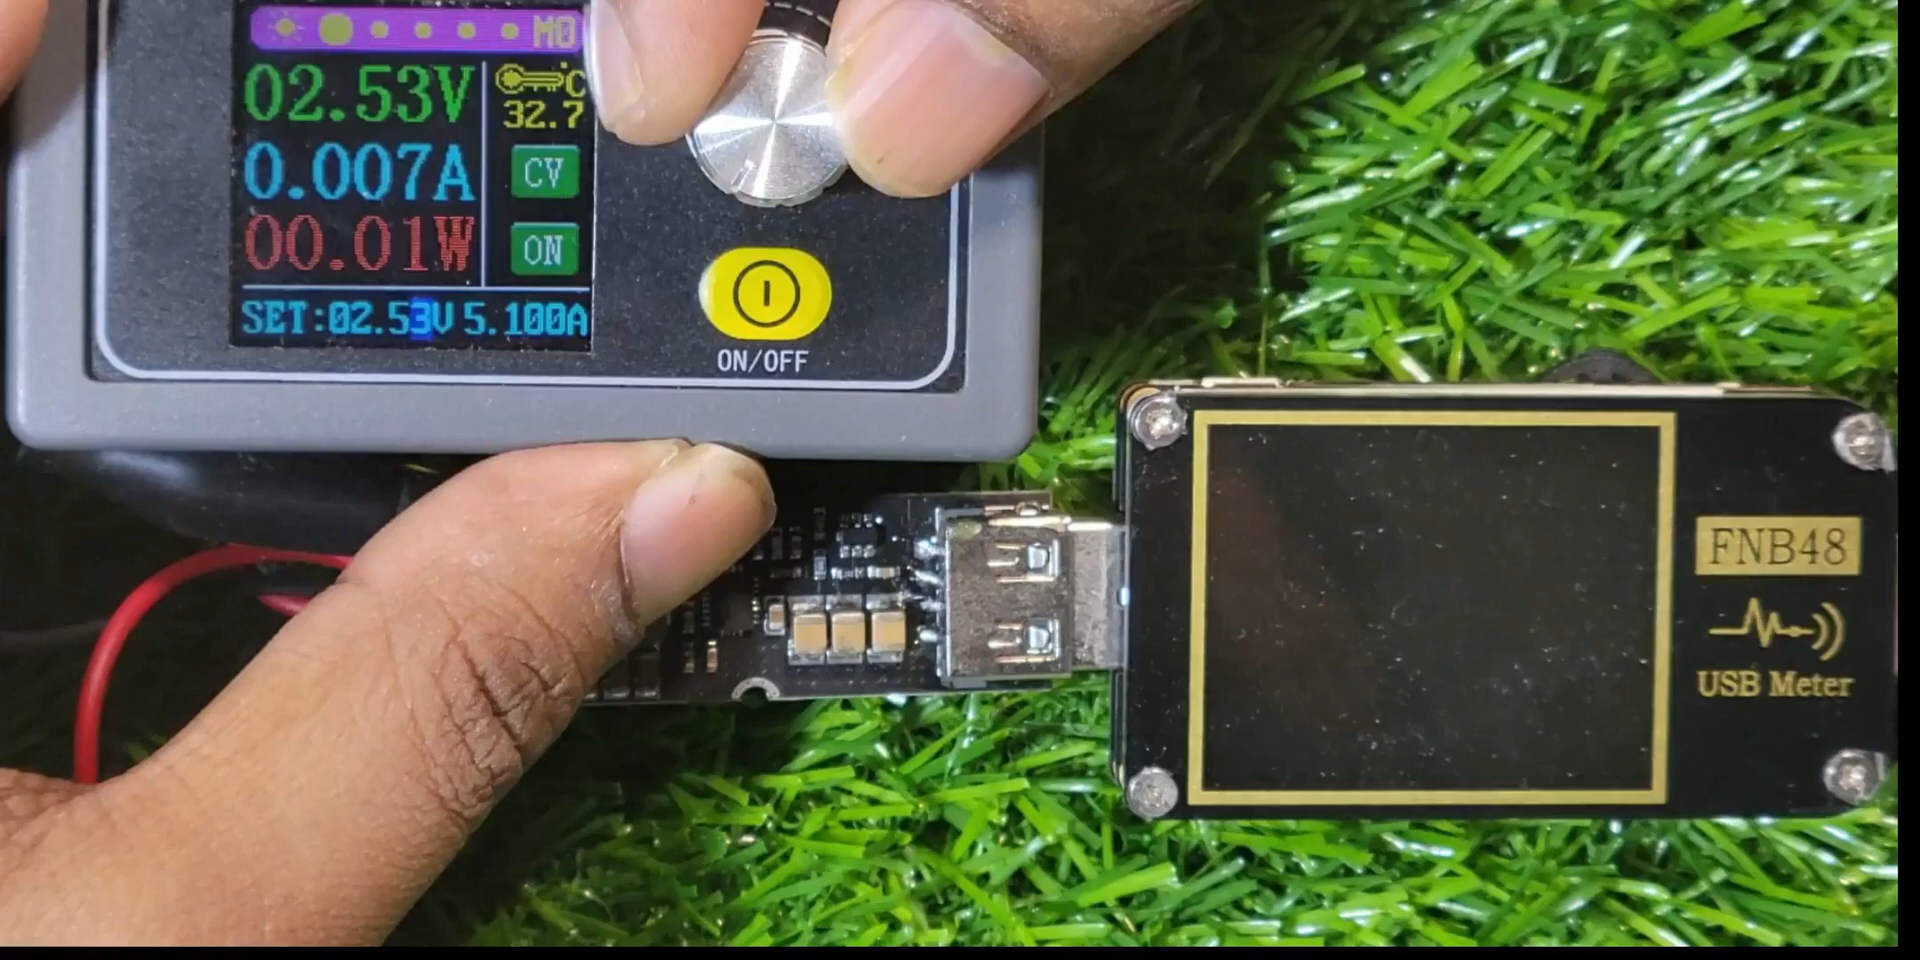 M0
02.53V
°C
32.7
0.007A
CV
00.01W
ON
SET:02.53V 5.100A
ON/OFF
FNB48
USB Meter